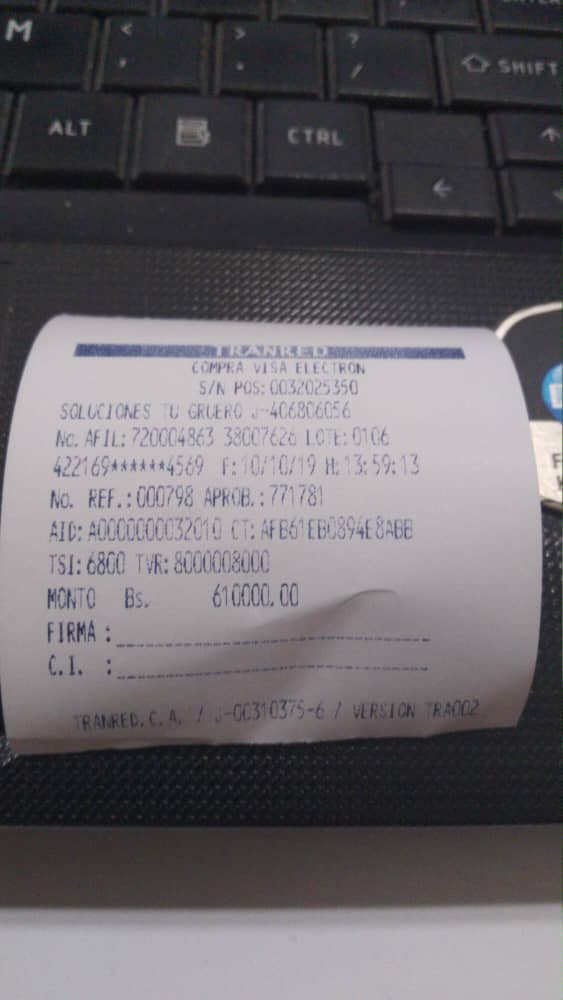 M
<
,
>
.
?
/
SHIFT
ALT
CTRL
TRANRED
COMPRA VISA ELECTRON
S/N POS: 0032025350
SOLUCIONES TU GRUERO J-406806056
No. AFIL: 720004863 38007626 LOTE: 0106
422169******4569 F: 10/10/19 H: 13:59:13
No. REF.: 000798 APROB.: 771781
AID: A0000000032010 CT: AFB61EB0894E8ABB
TSI: 6800 TVR: 8000008000
MONTO Bs. 610000.00
FIRMA :
C.I. :
TRANRED.C.A. / J-00310375-6 / VERSION TRA002